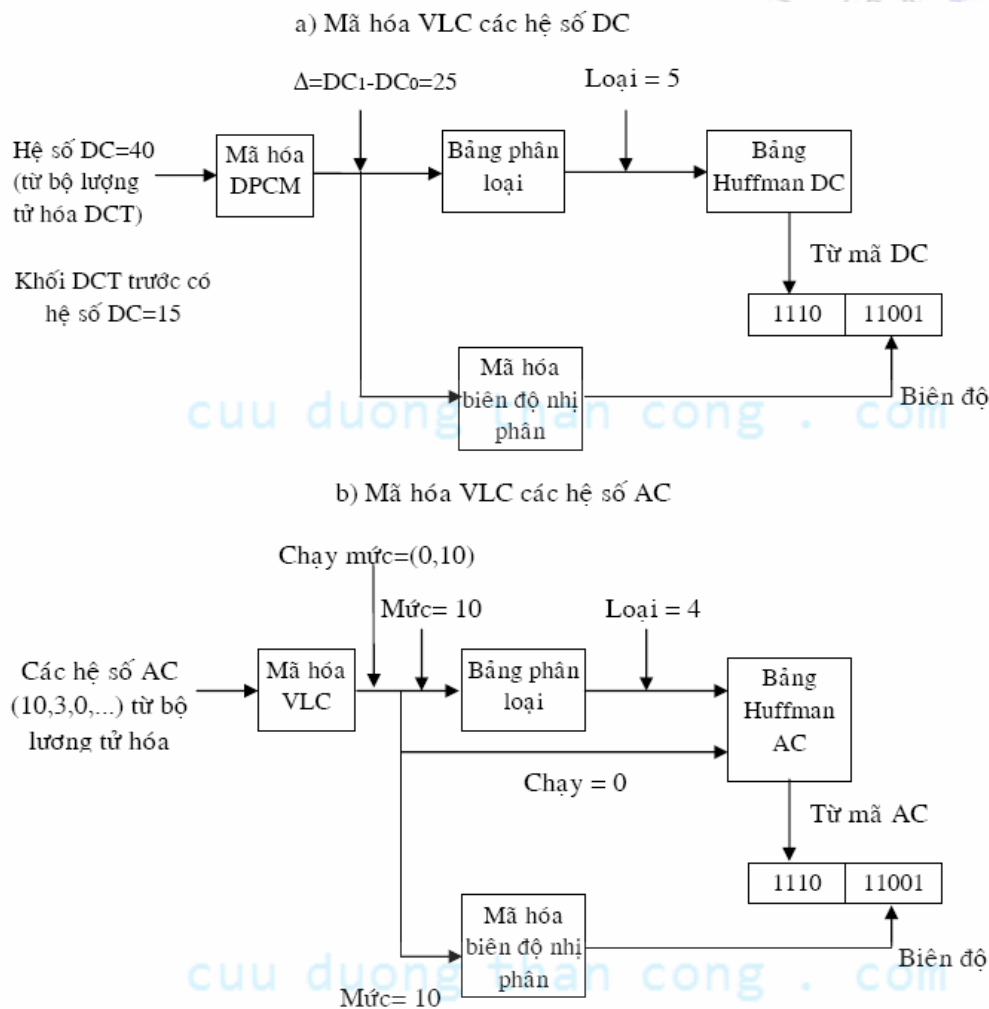 a) Mã hóa VLC các hệ số DC
Δ=DC1-DC0=25
Loại = 5
Hệ số DC=40
(từ bộ lượng
tử hóa DCT)
Mã hóa
DPCM
Bảng phân
loại
Bảng
Huffman DC
Từ mã DC
Khối DCT trước có
hệ số DC=15
1110
11001
Mã hóa
biên độ nhị
phân
Biên độ
cuu duong than cong . com
b) Mã hóa VLC các hệ số AC
Chạy mức=(0,10)
Mức= 10
Loại = 4
Các hệ số AC
(10,3,0,...) từ bộ
lương tử hóa
Mã hóa
VLC
Bảng phân
loại
Bảng
Huffman
AC
Chạy = 0
Từ mã AC
1110
11001
Mã hóa
biên độ nhị
phân
Biên độ
cuu duong than cong . com
Mức= 10